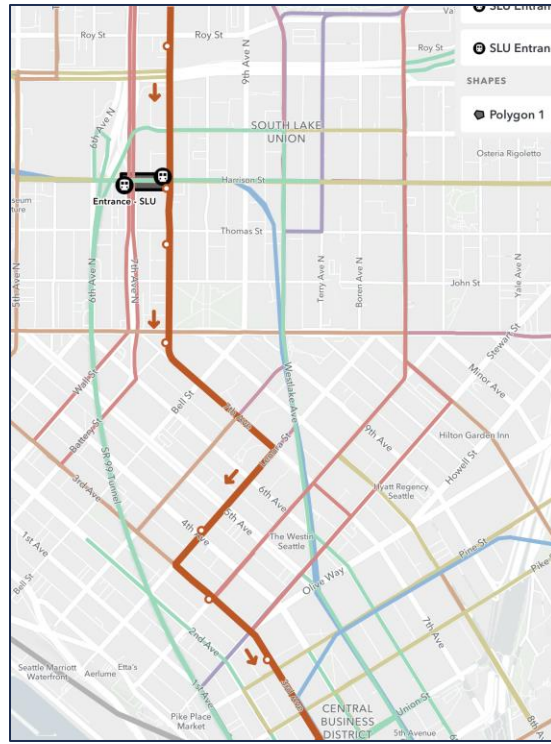 SLU Entran
Va
Roy St
Roy St
Roy St
SLU Entran
9th Ave N
SHAPES
Polygon 1
6th Ave N
SOUTH LAKE
UNION
Osteria Rigoletto
Harrison St
Entrance - SLU
Thomas St
5th Ave N
6th Ave N
7th Ave N
Terry Ave N
Boren Ave N
John St
Yale Ave N
Stewart St
Wall St
Bell St
Westlake Ave
Minor Ave
Battery St
9th Ave
Hilton Garden Inn
SR 99 Tunnel
3rd Ave
6th Ave
Howell St
Hyatt Regency
Seattle
1st Ave
4th Ave
5th Ave
The Westin
Seattle
Pine St
Pike
Bell St
Olive Way
7th Ave
2nd Ave
Seattle Marriott
Waterfront
Aerlume
Etta's
1st Ave
Pike Place
Market
CENTRAL
BUSINESS
DISTRICT
3rd Ave
Union St
5th Avenue
8th A